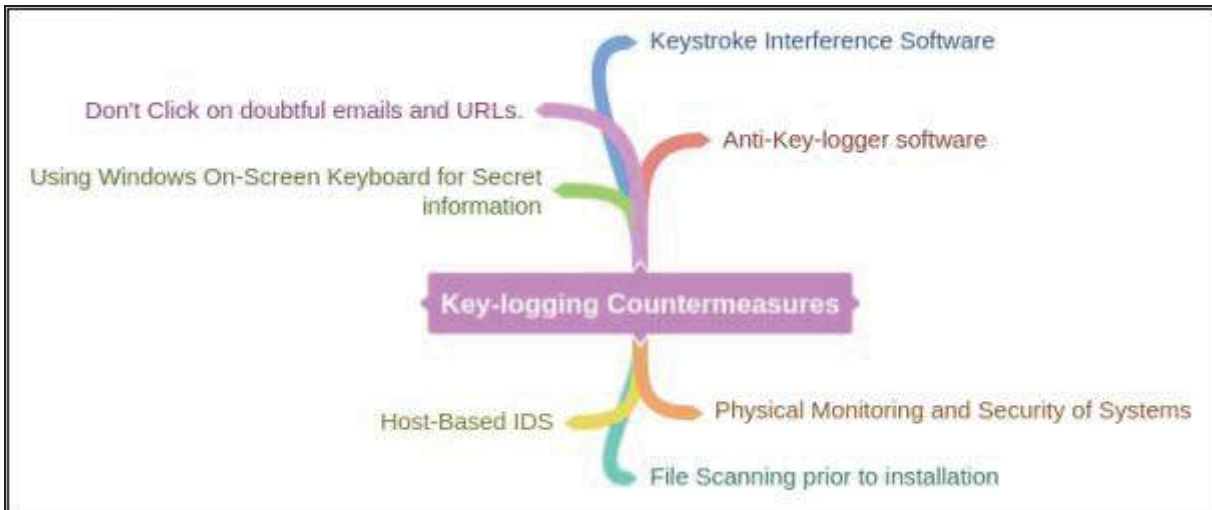 Keystroke Interference Software
Don't Click on doubtful emails and URLs.
Anti-Key-logger software
Using Windows On-Screen Keyboard for Secret
information
Key-logging Countermeasures
Host-Based IDS
Physical Monitoring and Security of Systems
File Scanning prior to installation